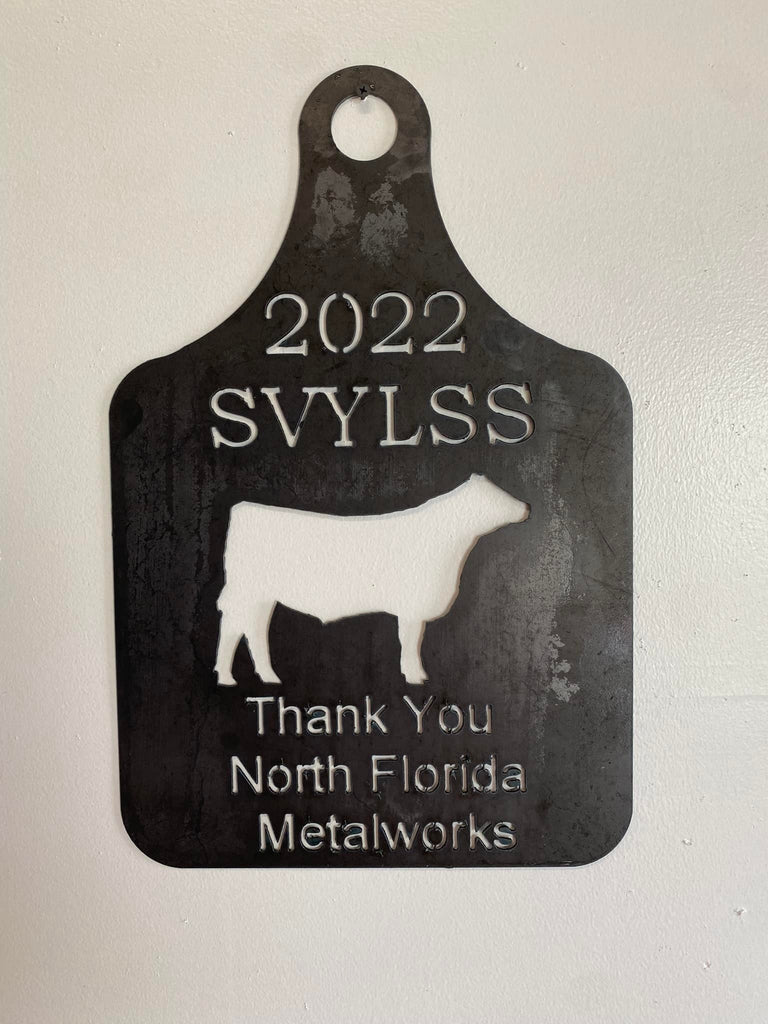 2022
SVYLSS
Thank You
North Florida
Metalworks